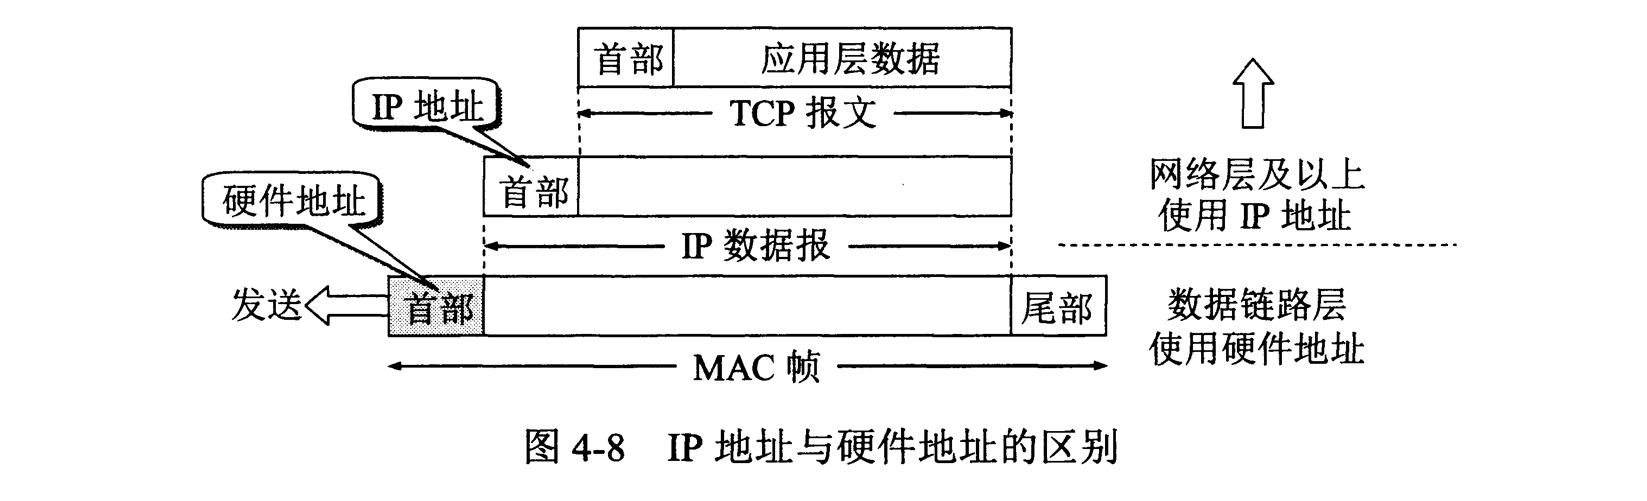 首部 应用层数据
IP 地址
TCP 报文
首部
网络层及以上
使用 IP 地址
硬件地址
IP 数据报
发送
首部
尾部
数据链路层
使用硬件地址
MAC 帧
图 4-8 IP 地址与硬件地址的区别